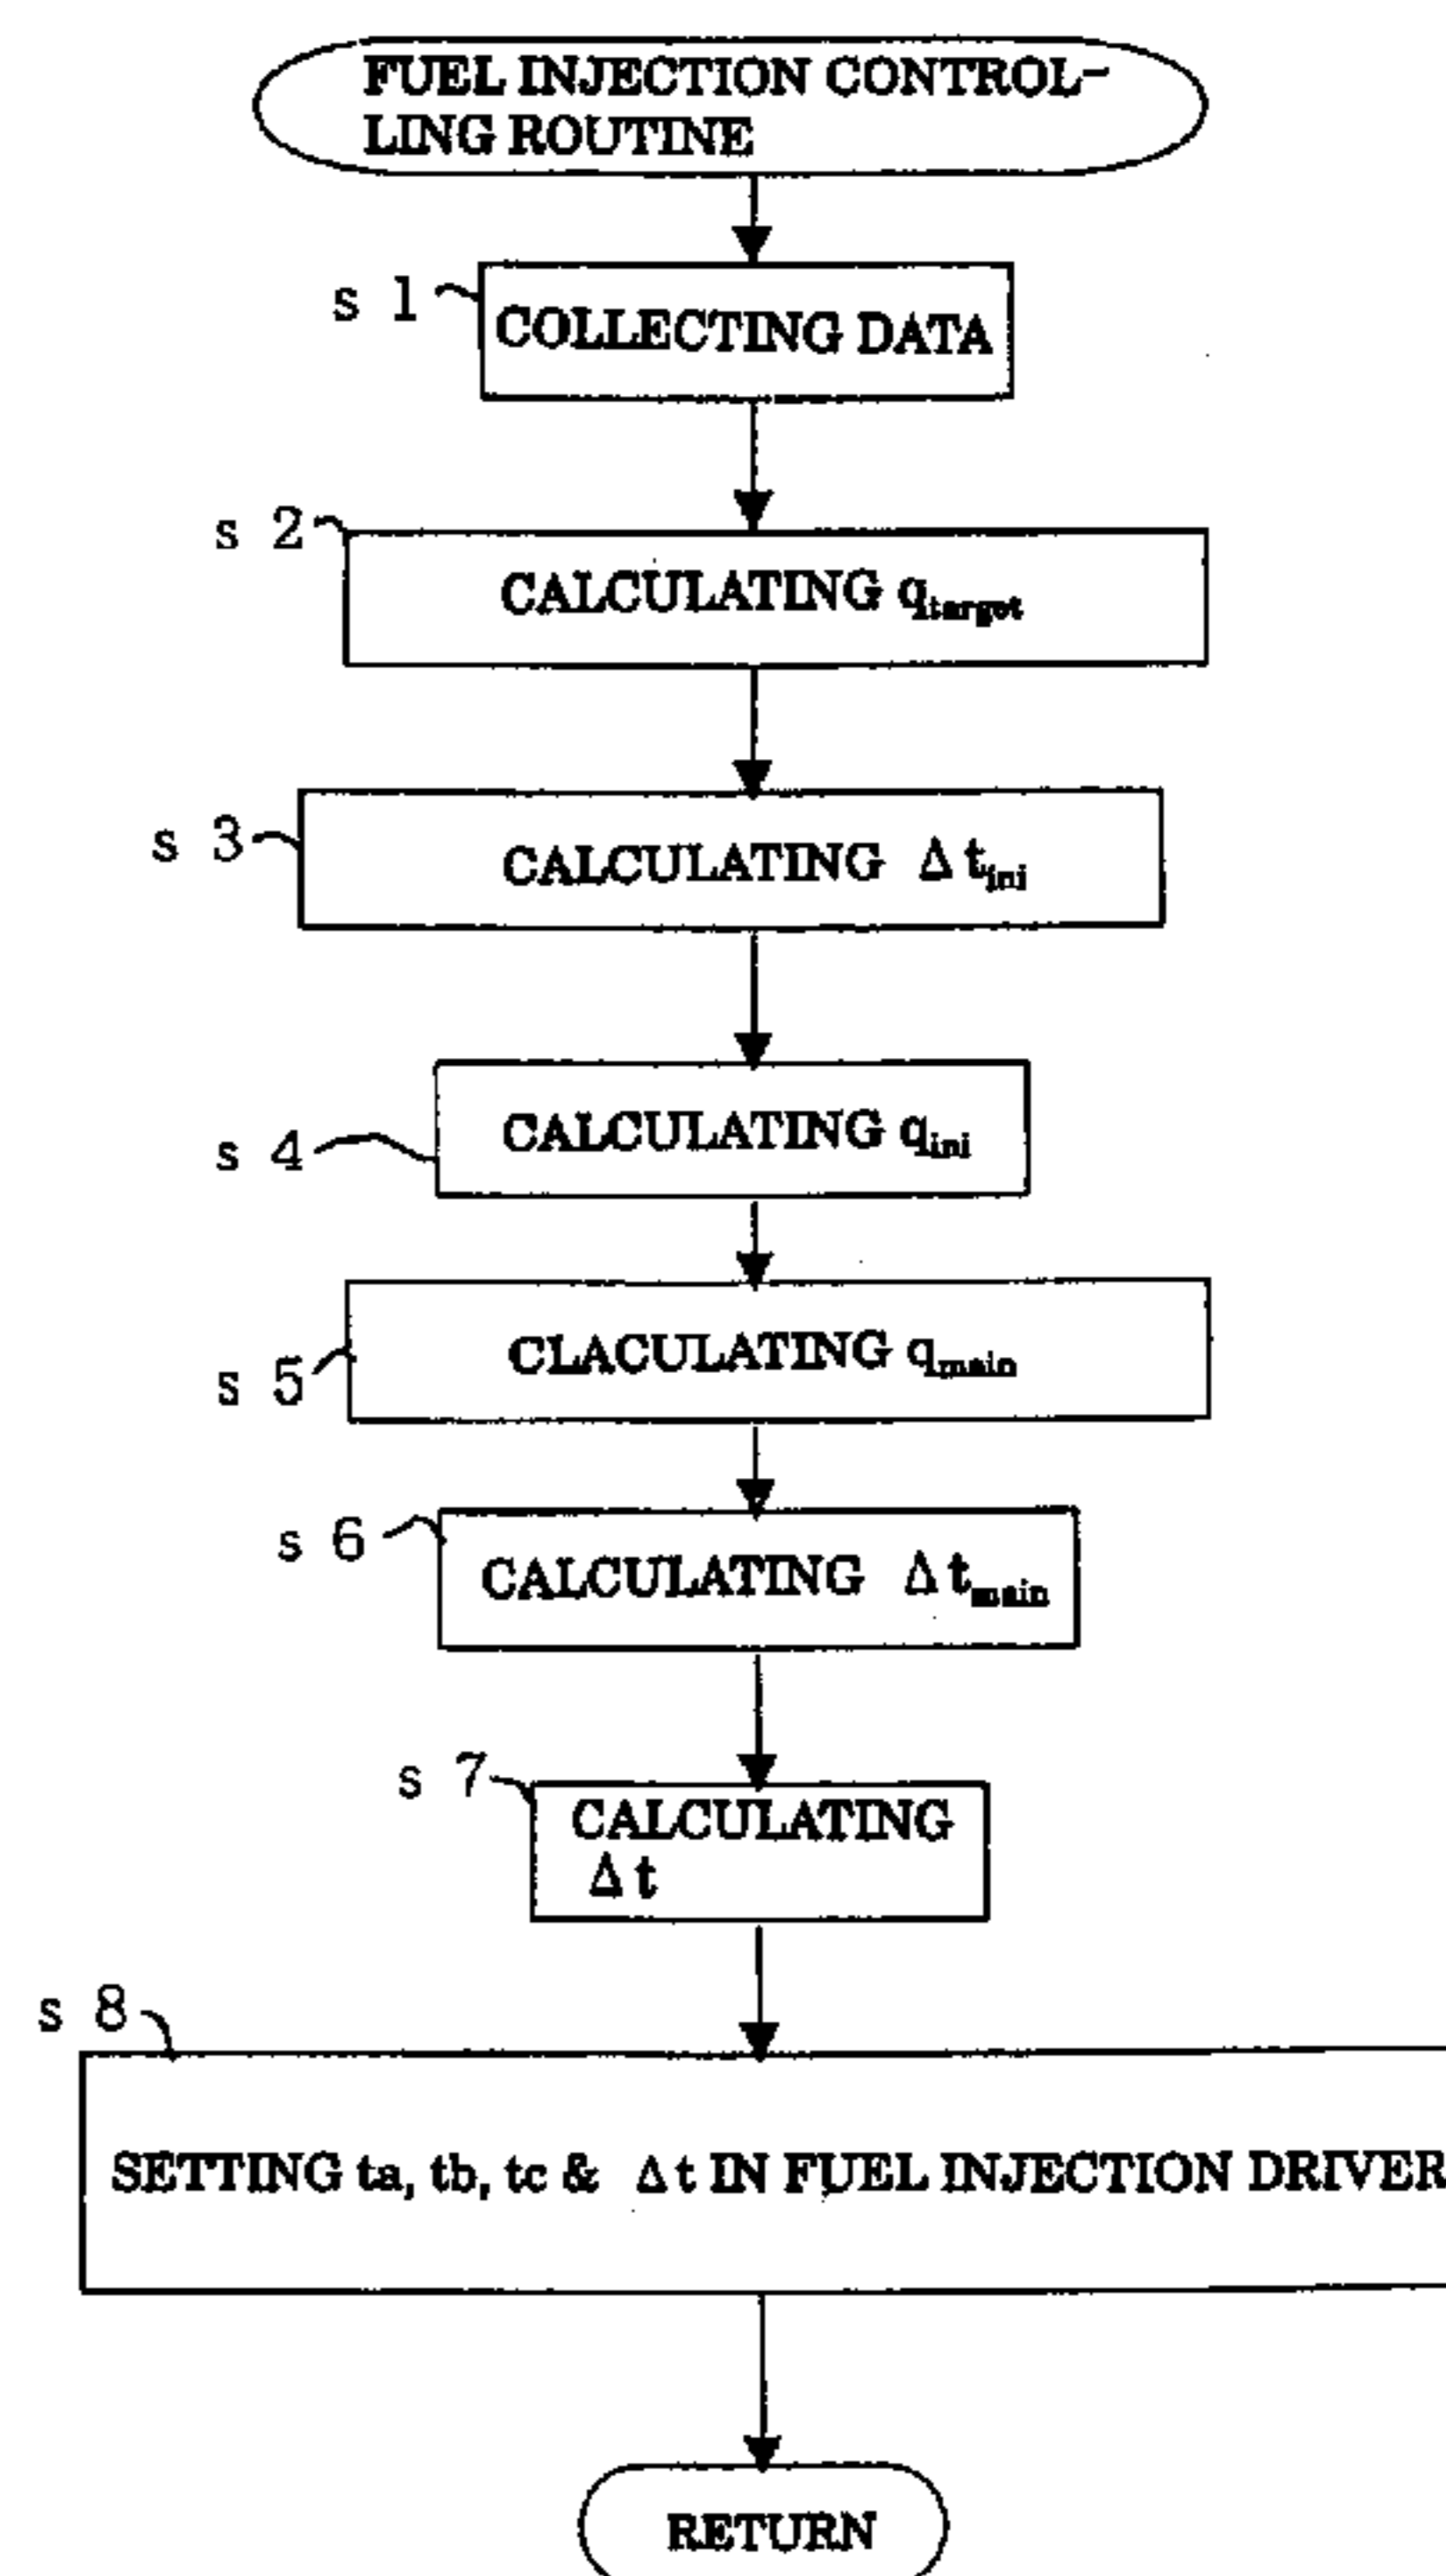 FUEL INJECTION CONTROL-
LING ROUTINE
s 1
COLLECTING DATA
s 2
CALCULATING qtarget
s 3
CALCULATING Δtini
s 4
CALCULATING qini
s 5
CLACULATING qmain
s 6
CALCULATING Δtmain
s 7
CALCULATING
Δt
s 8
SETTING ta, tb, tc & Δt IN FUEL INJECTION DRIVER
RETURN